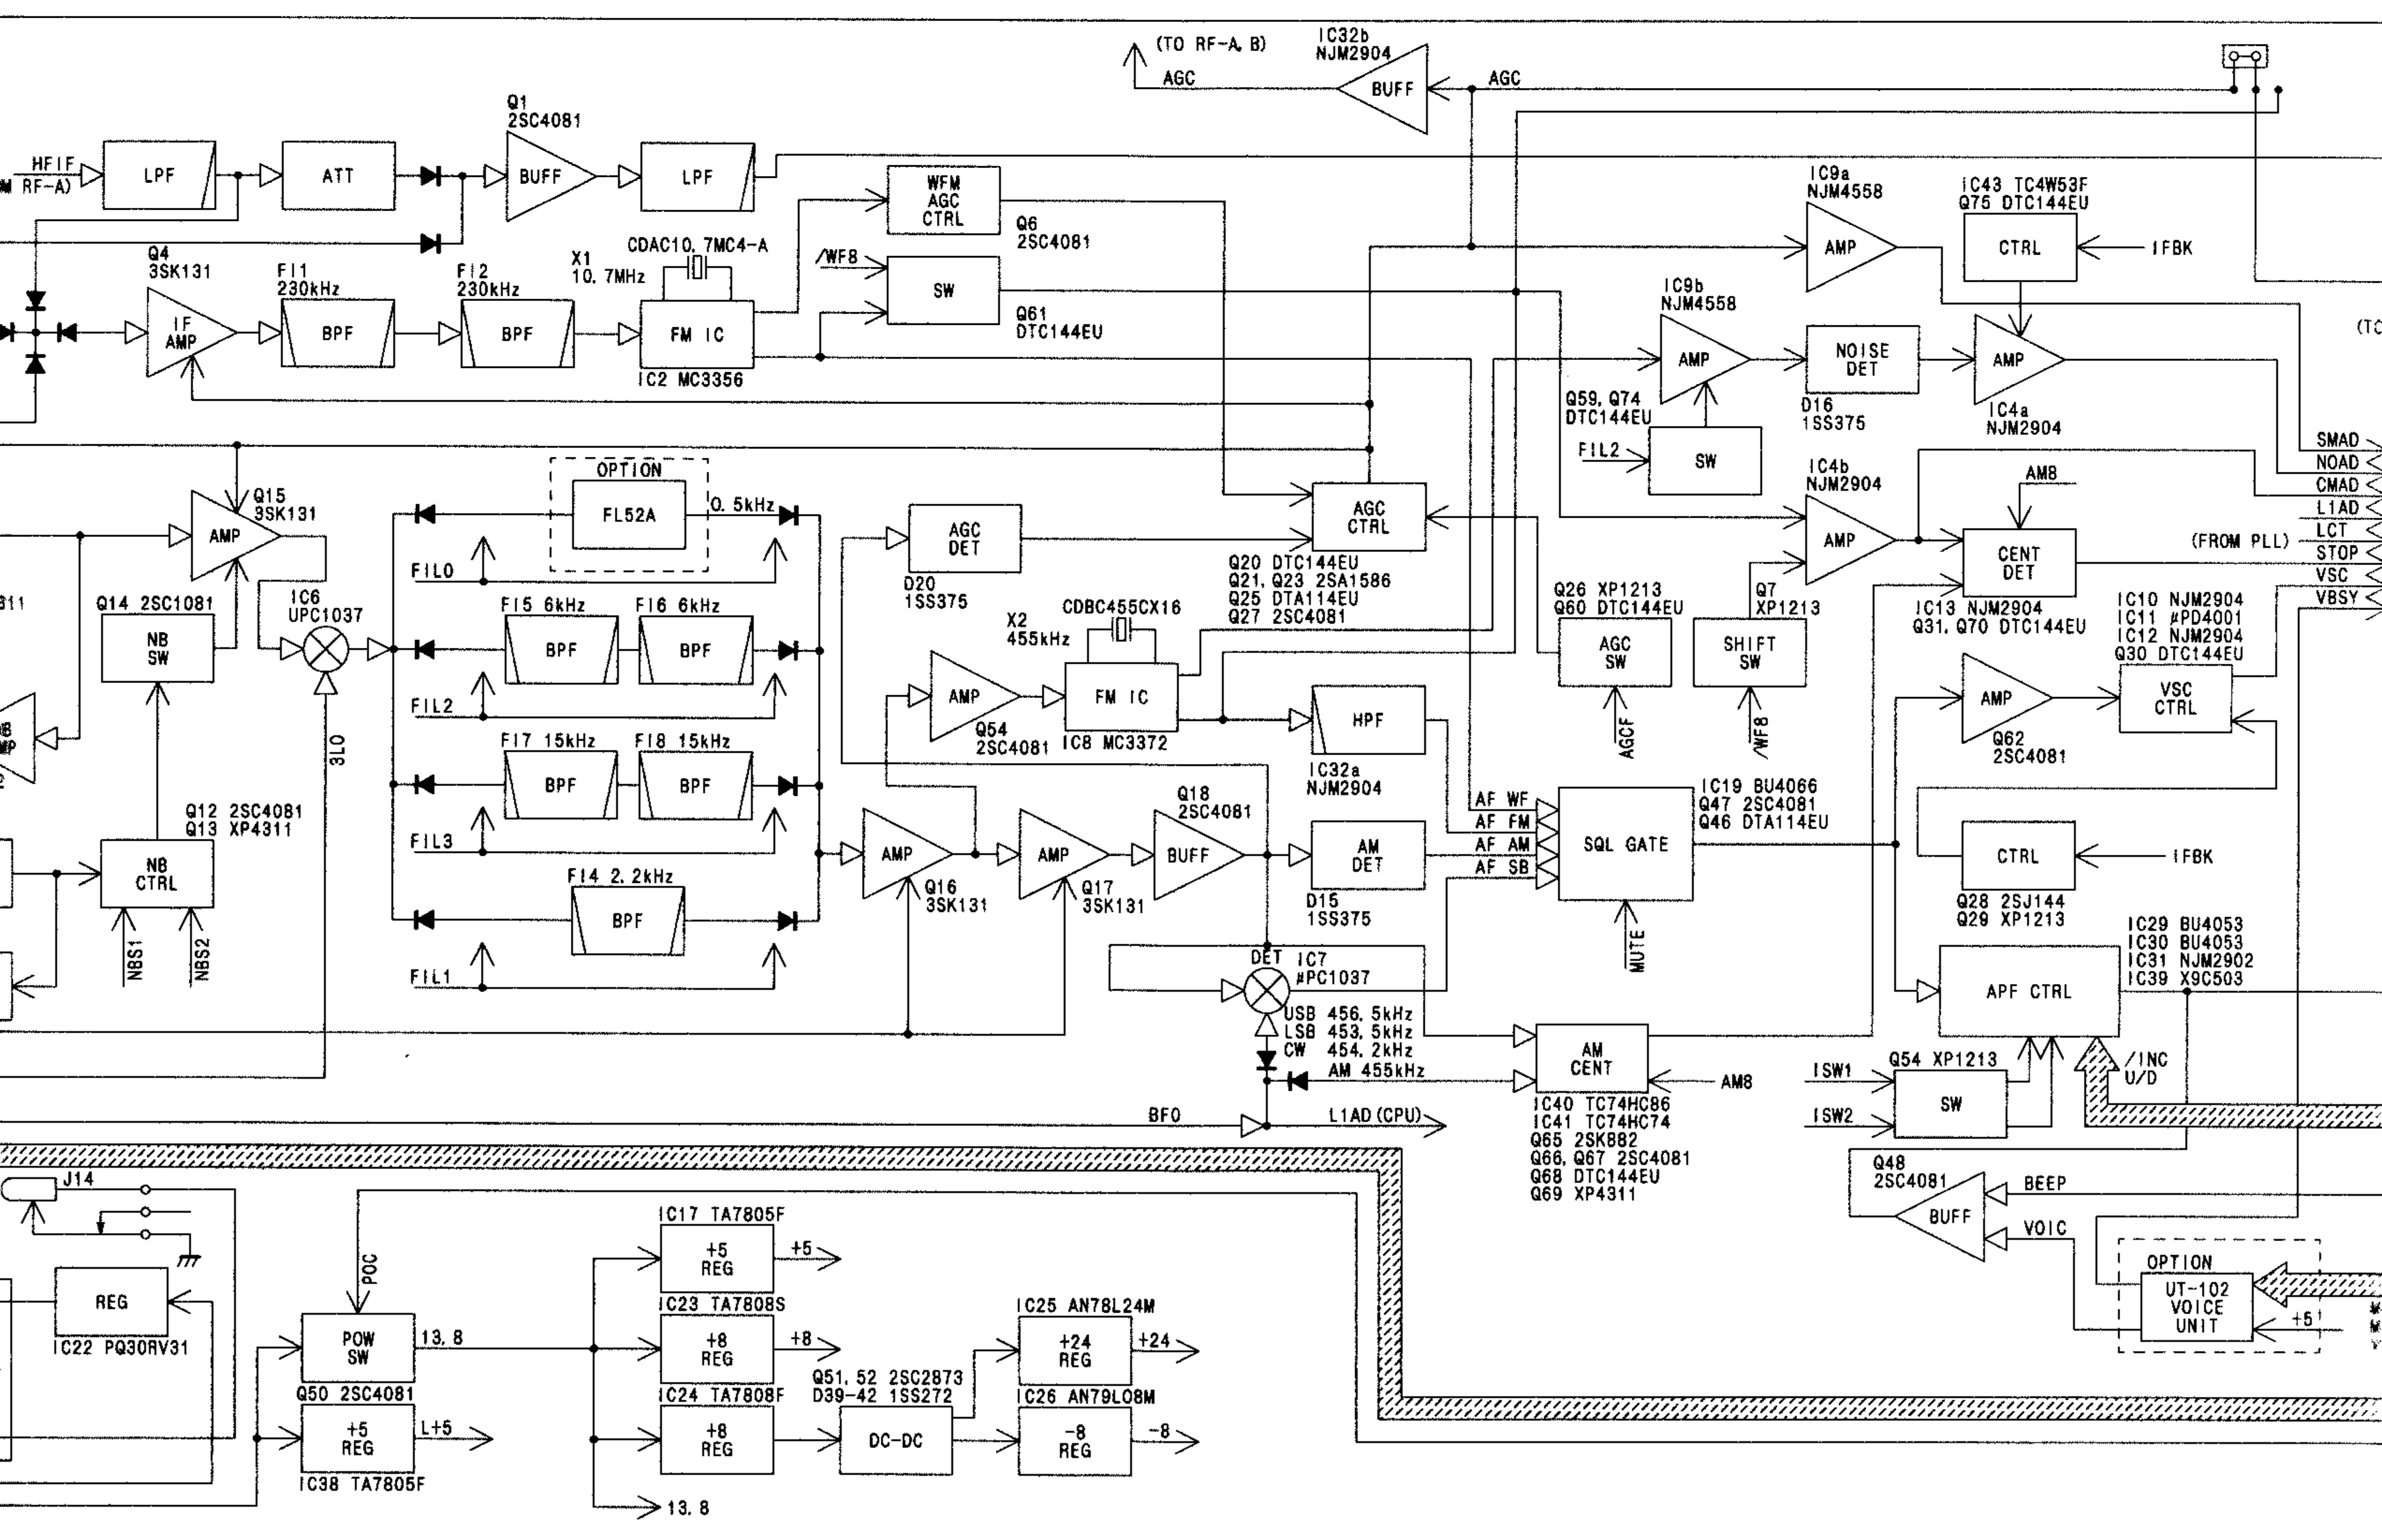 (TO RF-A, B)
AGC
IC32b
NJM2904
BUFF
AGC
HFIF
RF-A)
LPF
ATT
Q1
2SC4081
BUFF
LPF
WFM
AGC
CTRL
Q6
2SC4081
IC9a
NJM4558
AMP
IC43 TC4W53F
Q75 DTC144EU
CTRL
IFBK
Q4
3SK131
IF
AMP
FI1
230kHz
BPF
FI2
230kHz
BPF
X1
10.7MHz
CDAC10.7MC4-A
FM IC
IC2 MC3356
/WF8
SW
Q61
DTC144EU
IC9b
NJM4558
AMP
Q59, Q74
DTC144EU
FIL2
SW
NOISE
DET
D16
1SS375
AMP
IC4a
NJM2904
SMAD
NOAD
CMAD
L1AD
LCT
STOP
VSC
VBSY
(FROM PLL)
Q15
3SK131
AMP
OPTION
FL52A
0.5kHz
FIL0
AGC
DET
D20
1SS375
AGC
CTRL
Q20 DTC144EU
Q21, Q23 2SA1586
Q25 DTA114EU
Q27 2SC4081
IC4b
NJM2904
AMP
AM8
CENT
DET
IC13 NJM2904
Q31, Q70 DTC144EU
Q14 2SC1081
NB
SW
IC6
UPC1037
FI5 6kHz
BPF
FI6 6kHz
BPF
FIL2
X2
455kHz
CDBC455CX16
AMP
Q54
2SC4081
FM IC
IC8 MC3372
HPF
IC32a
NJM2904
Q26 XP1213
Q60 DTC144EU
AGC
SW
AGCF
Q7
XP1213
SHIFT
SW
/WF8
IC10 NJM2904
IC11 µPD4001
IC12 NJM2904
Q30 DTC144EU
AMP
Q62
2SC4081
VSC
CTRL
3LO
FI7 15kHz
BPF
FI8 15kHz
BPF
FIL3
Q12 2SC4081
Q13 XP4311
NB
CTRL
NBS1
NBS2
FI4 2.2kHz
BPF
FIL1
AMP
Q16
3SK131
AMP
Q17
3SK131
Q18
2SC4081
BUFF
AM
DET
D15
1SS375
AF WF
AF FM
AF AM
AF SB
SQL GATE
IC19 BU4066
Q47 2SC4081
Q46 DTA114EU
MUTE
CTRL
IFBK
Q28 2SJ144
Q29 XP1213
DET
IC7
µPC1037
USB 456.5kHz
LSB 453.5kHz
CW 454.2kHz
AM 455kHz
BFO
L1AD(CPU)
AM
CENT
AM8
IC40 TC74HC86
IC41 TC74HC74
Q65 2SK882
Q66, Q67 2SC4081
Q68 DTC144EU
Q69 XP4311
APF CTRL
IC29 BU4053
IC30 BU4053
IC31 NJM2902
IC39 X9C503
ISW1
ISW2
Q54 XP1213
SW
/INC
U/D
Q48
2SC4081
BUFF
BEEP
VOIC
OPTION
UT-102
VOICE
UNIT
+5
J14
REG
IC22 PQ30RV31
POC
POW
SW
Q50 2SC4081
13.8
+5
REG
L+5
IC38 TA7805F
IC17 TA7805F
+5
REG
+5
IC23 TA7808S
+8
REG
+8
IC24 TA7808F
+8
REG
13.8
Q51, 52 2SC2873
D39-42 1SS272
DC-DC
IC25 AN78L24M
+24
REG
+24
IC26 AN79L08M
-8
REG
-8